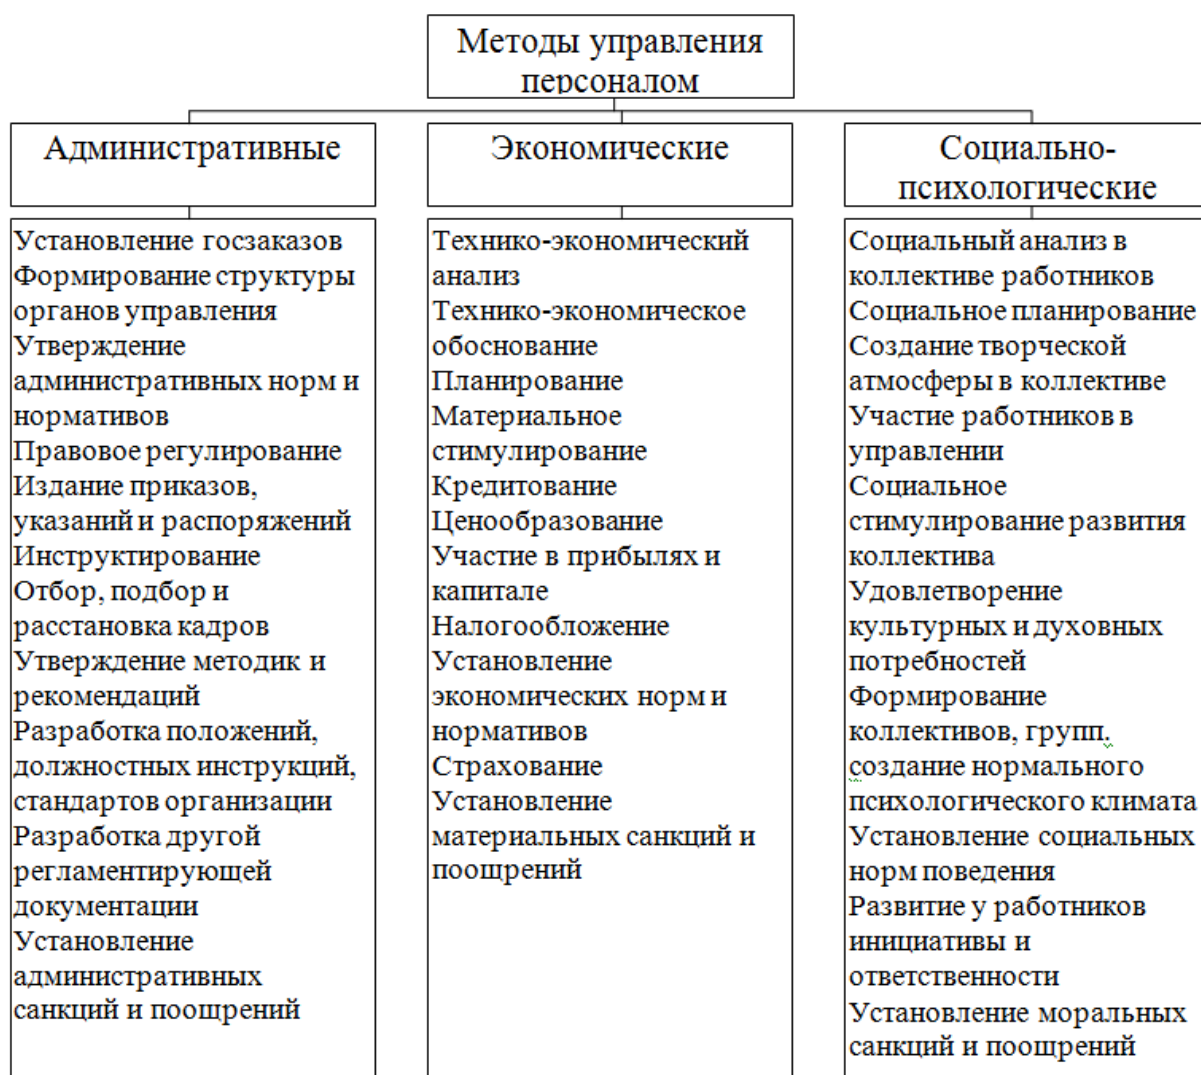 Методы управления
персоналом
Административные
Установление госзаказов
Формирование структуры
органов управления
Утверждение
административных норм и
нормативов
Правовое регулирование
Издание приказов,
указаний и распоряжений
Инструктирование
Отбор, подбор и
расстановка кадров
Утверждение методик и
рекомендаций
Разработка положений,
должностных инструкций,
стандартов организации
Разработка другой
регламентирующей
документации
Установление
административных
санкций и поощрений
Экономические
Технико-экономический
анализ
Технико-экономическое
обоснование
Планирование
Материальное
стимулирование
Кредитование
Ценообразование
Участие в прибылях и
капитале
Налогообложение
Установление
экономических норм и
нормативов
Страхование
Установление
материальных санкций и
поощрений
Социально-
психологические
Социальный анализ в
коллективе работников
Социальное планирование
Создание творческой
атмосферы в коллективе
Участие работников в
управлении
Социальное
стимулирование развития
коллектива
Удовлетворение
культурных и духовных
потребностей
Формирование
коллективов, групп.
создание нормального
психологического климата
Установление социальных
норм поведения
Развитие у работников
инициативы и
ответственности
Установление моральных
санкций и поощрений